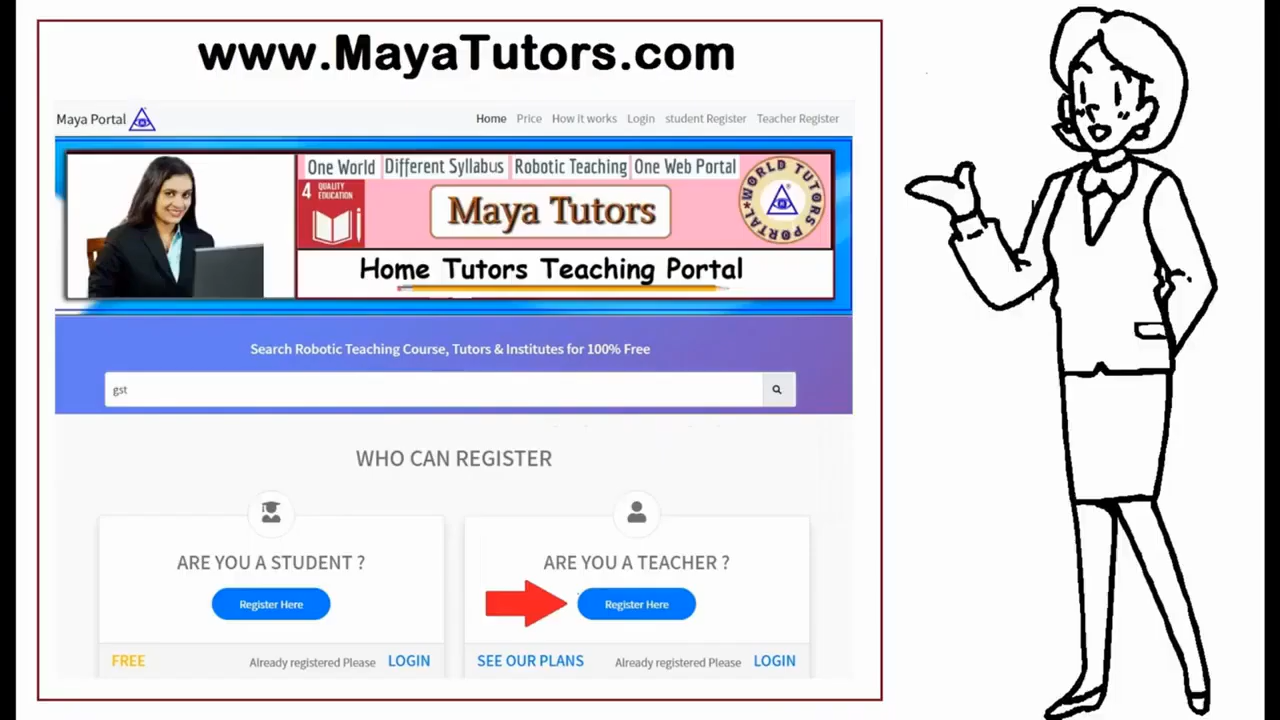 www.MayaTutors.com
Maya Portal Home Price How it works Login student Register Teacher Register
One World Different Syllabus Robotic Teaching One Web Portal
4 QUALITY EDUCATION
Maya Tutors
WORLD TUTORS PORTAL
Home Tutors Teaching Portal
Search Robotic Teaching Course, Tutors & Institutes for 100% Free
gst
WHO CAN REGISTER
ARE YOU A STUDENT ?
Register Here
FREE Already registered Please LOGIN
ARE YOU A TEACHER ?
Register Here
SEE OUR PLANS Already registered Please LOGIN